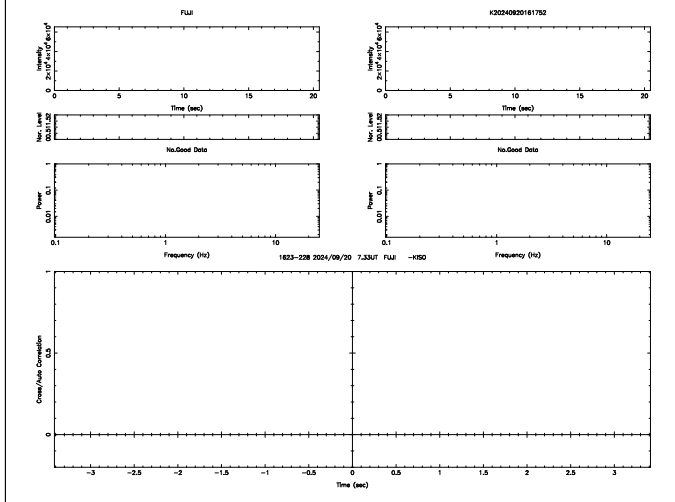 FUJI
K20240920161752
Intensity
0 2×10⁴ 4×10⁴ 6×10⁴
0 5 10 15 20
Time (sec)
Intensity
0 2×10⁴ 4×10⁴ 6×10⁴
0 5 10 15 20
Time (sec)
Nor. Level
00.511.52
Nor. Level
00.511.52
No.Good Data
No.Good Data
Power
0.01 0.1 1
0.1 1 10
Frequency (Hz)
Power
0.01 0.1 1
0.1 1 10
Frequency (Hz)
1623-228 2024/09/20 7.33UT FUJI -KISO
Cross/Auto Correlation
0 0.5 1
-3 -2.5 -2 -1.5 -1 -0.5 0 0.5 1 1.5 2 2.5 3
Time (sec)